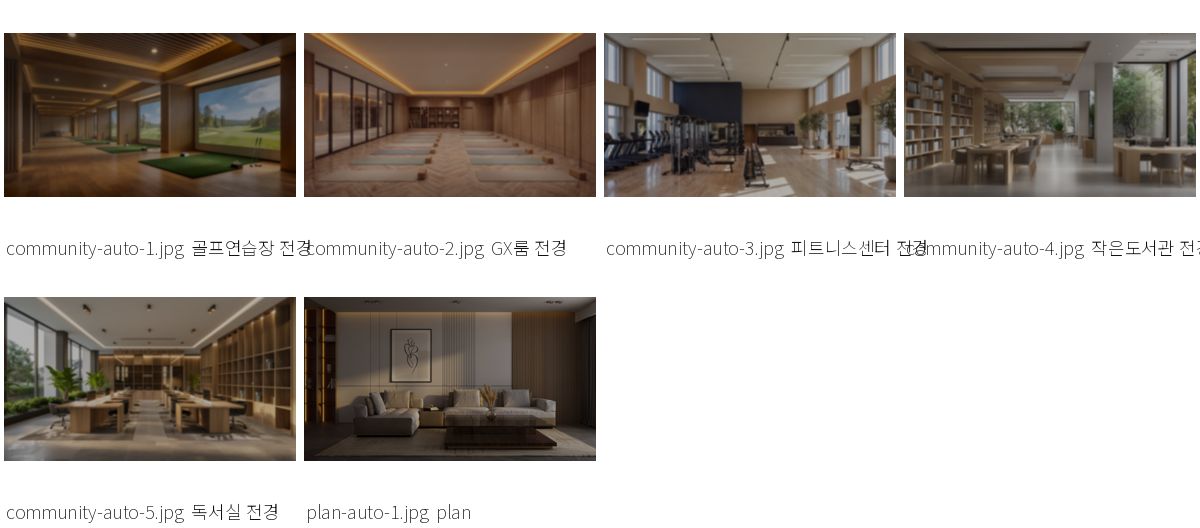 community-auto-1.jpg 골프연습장 전경
community-auto-2.jpg GX룸 전경
community-auto-3.jpg 피트니스센터 전경
community-auto-4.jpg 작은도서관 전경
community-auto-5.jpg 독서실 전경
plan-auto-1.jpg plan